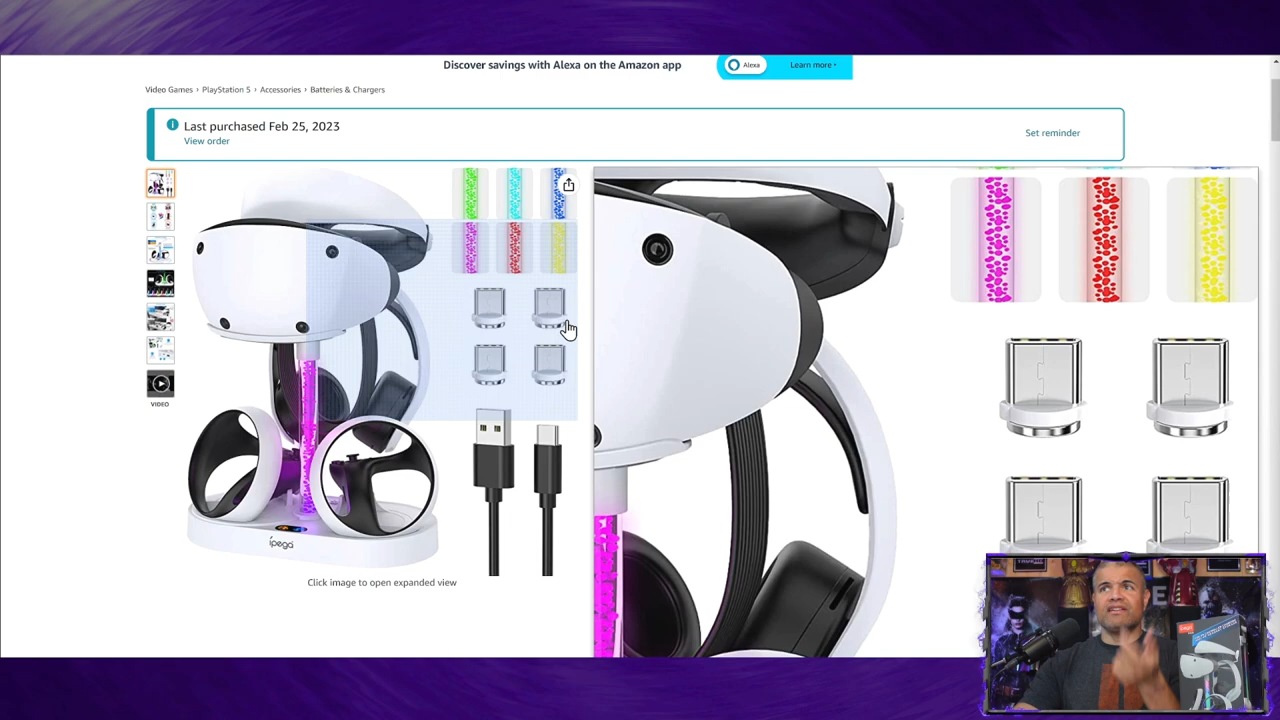 Discover savings with Alexa on the Amazon app
Alexa
Learn more
Video Games › PlayStation 5 › Accessories › Batteries & Chargers
Last purchased Feb 25, 2023
View order
Set reminder
VIDEO
ipega
Click image to open expanded view